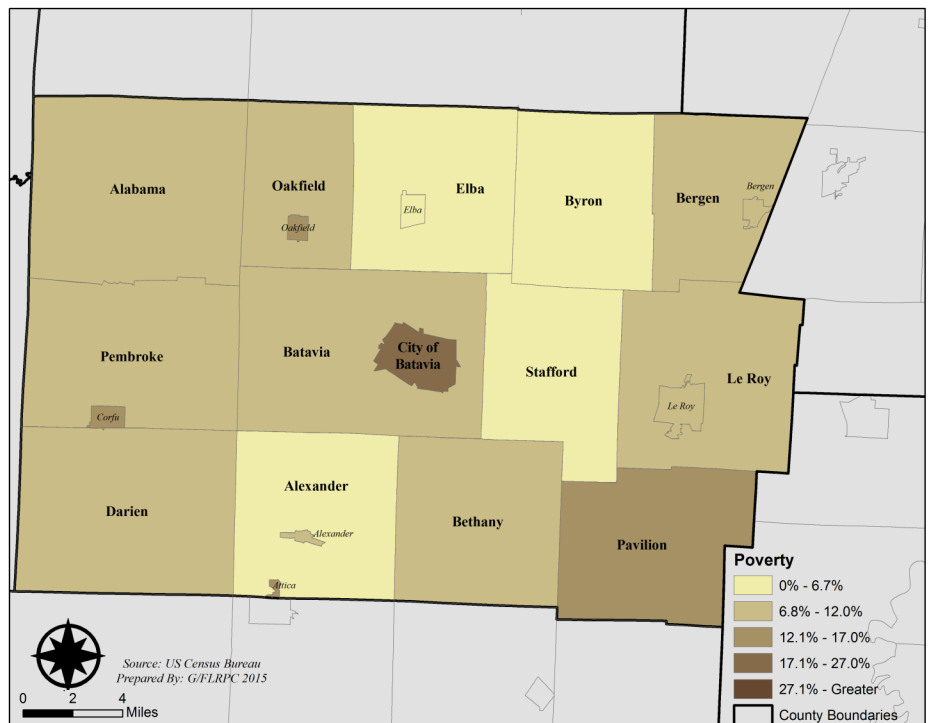 Alabama
Oakfield
Oakfield
Elba
Elba
Byron
Bergen
Bergen
Pembroke
Corfu
Batavia
City of
Batavia
Stafford
Le Roy
Le Roy
Darien
Alexander
Alexander
Attica
Bethany
Pavilion
Poverty
0% - 6.7%
6.8% - 12.0%
12.1% - 17.0%
17.1% - 27.0%
27.1% - Greater
County Boundaries
Source: US Census Bureau
Prepared By: G/FLRPC 2015
0 2 4
Miles